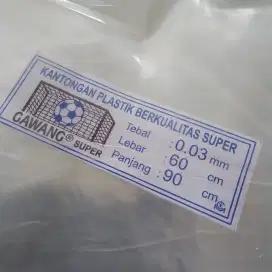 KANTONGAN PLASTIK BERKUALITAS SUPER
GAWANG® SUPER
Tebal : 0.03 mm
Lebar : 60 cm
Panjang : 90 cm